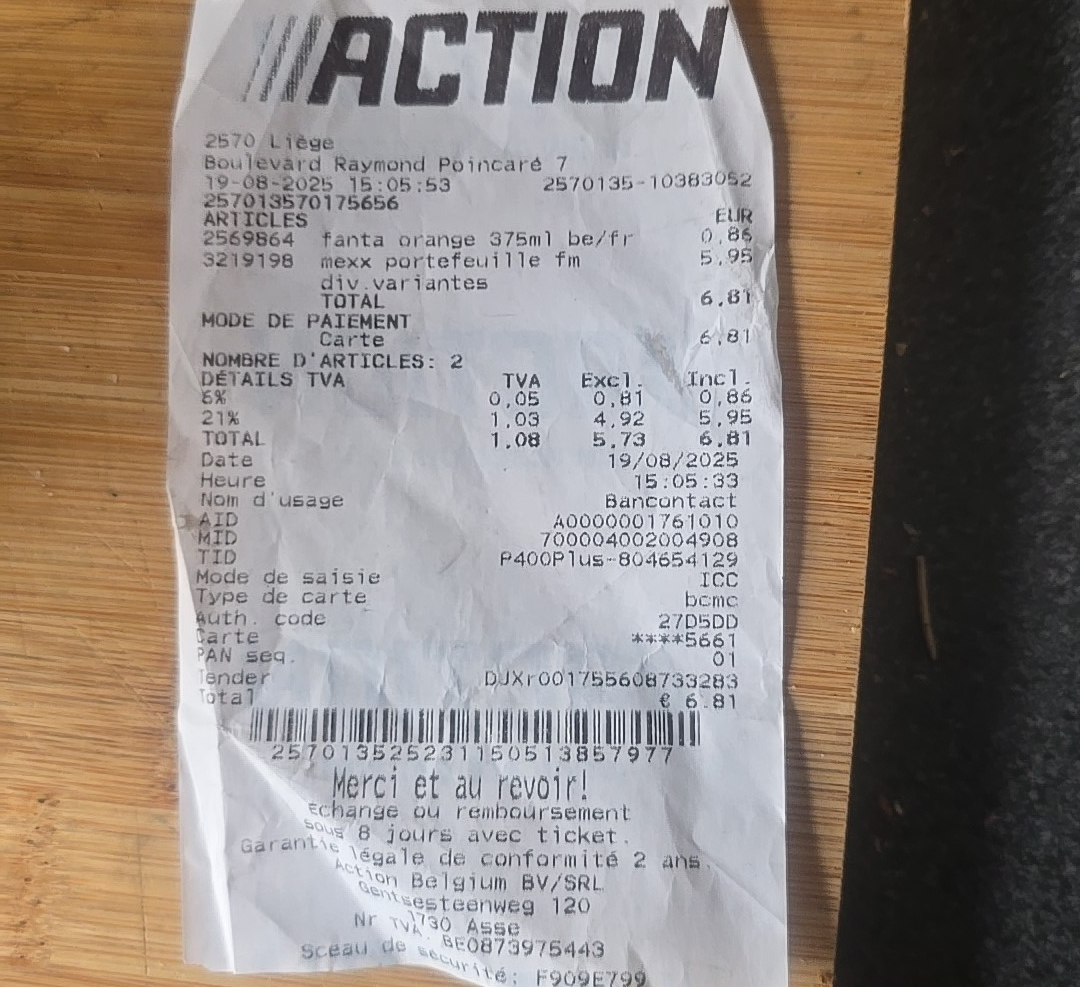 ACTION
2570 Liège
Boulevard Raymond Poincaré 7
19-08-2025 15:05:53 2570135-10383052
257013570175656
ARTICLES EUR
2569864 fanta orange 375ml be/fr 0,86
3219198 mexx portefeuille fm 5,95
div.variantes
TOTAL 6,81
MODE DE PAIEMENT
Carte 6,81
NOMBRE D'ARTICLES: 2
DÉTAILS TVA TVA Excl. Incl.
6% 0,05 0,81 0,86
21% 1,03 4,92 5,95
TOTAL 1,08 5,73 6,81
Date 19/08/2025
Heure 15:05:33
Nom d'usage Bancontact
AID A0000001761010
MID 700004002004908
TID P400Plus-804654129
Mode de saisie ICC
Type de carte bcmc
Auth. code 27D5DD
Carte ****5661
PAN seq. 01
Tender DJXr001755608733283
Total € 6.81
257013525231150513857977
Merci et au revoir!
Echange ou remboursement
sous 8 jours avec ticket.
Garantie légale de conformité 2 ans.
Action Belgium BV/SRL
Gentsesteenweg 120
1730 Asse
Nr TVA: BE0873975443
Sceau de sécurité: F909E799